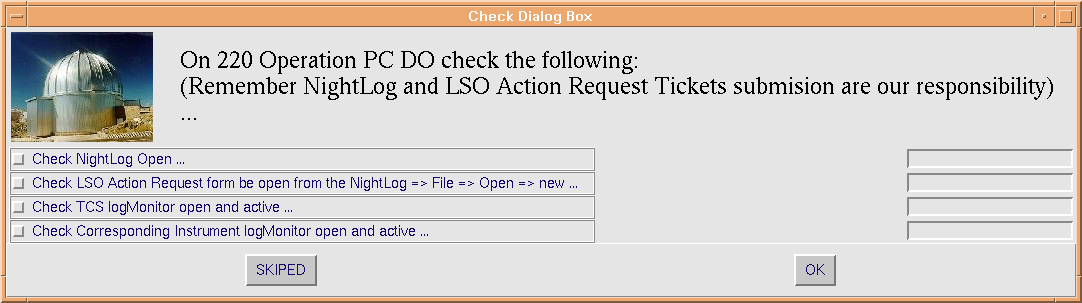 Check Dialog Box
On 220 Operation PC DO check the following:
(Remember NightLog and LSO Action Request Tickets submision are our responsibility)
...
Check NightLog Open ...
Check LSO Action Request form be open from the NightLog => File => Open => new ...
Check TCS logMonitor open and active ...
Check Corresponding Instrument logMonitor open and active ...
SKIPED OK